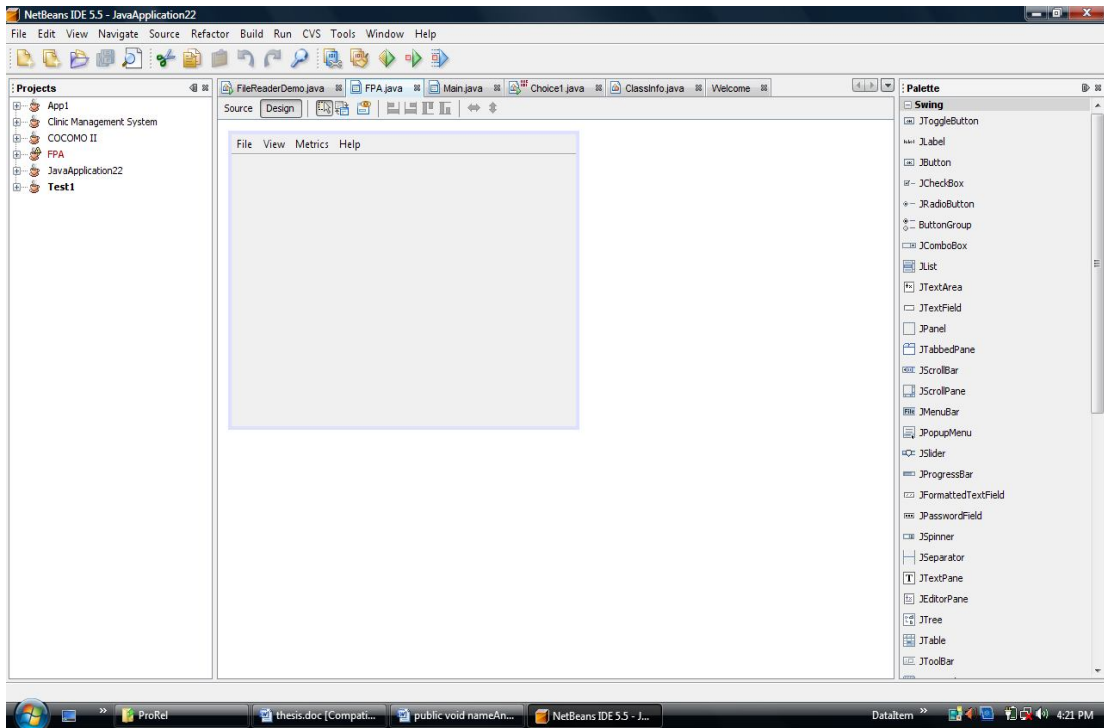 NetBeans IDE 5.5 - JavaApplication22
File Edit View Navigate Source Refactor Build Run CVS Tools Window Help
Projects
App1
Clinic Management System
COCOMO II
FPA
JavaApplication22
Test1
FileReaderDemo.java FPA.java Main.java Choice1.java ClassInfo.java Welcome
Source Design
File View Metrics Help
Palette
Swing
JToggleButton
JLabel
JButton
JCheckBox
JRadioButton
ButtonGroup
JComboBox
JList
JTextArea
JTextField
JPanel
JTabbedPane
JScrollBar
JScrollPane
JMenuBar
JPopupMenu
JSlider
JProgressBar
JFormattedTextField
JPasswordField
JSpinner
JSeparator
JTextPane
JEditorPane
JTree
JTable
JToolBar
ProRel thesis.doc [Compati... public void nameAn... NetBeans IDE 5.5 - J... DataItem 4:21 PM